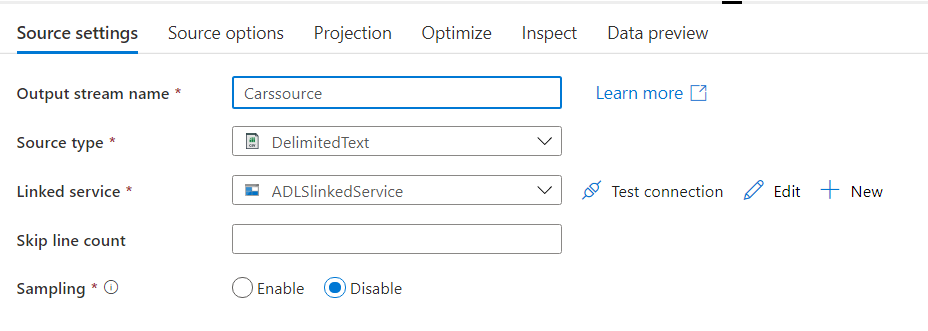 Source settings Source options Projection Optimize Inspect Data preview
Output stream name * Carssource Learn more
Source type * DelimitedText
Linked service * ADLSlinkedService Test connection Edit New
Skip line count
Sampling * Enable Disable